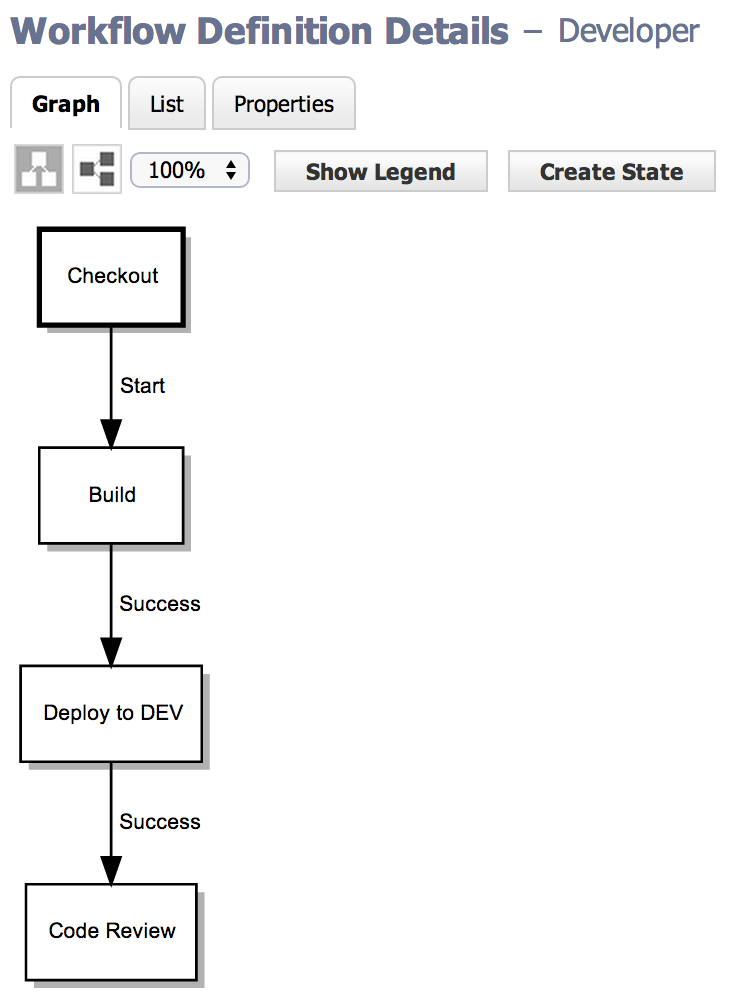 Workflow Definition Details – Developer
Graph List Properties
100% Show Legend Create State
Checkout
Start
Build
Success
Deploy to DEV
Success
Code Review